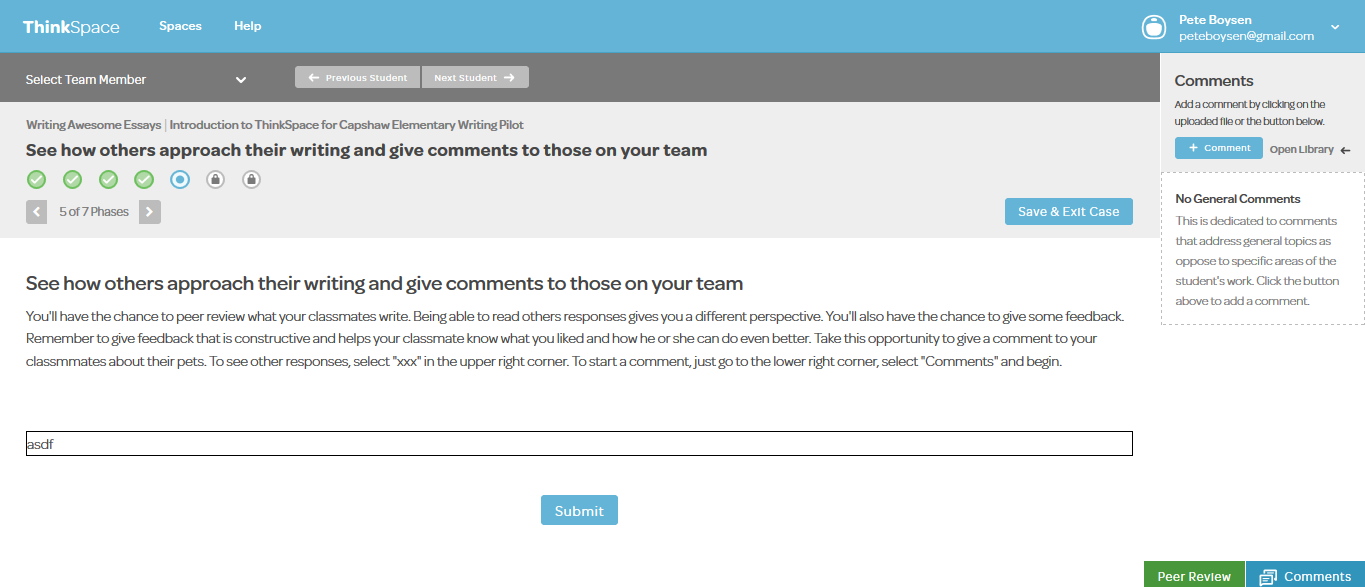 ThinkSpace Spaces Help
Pete Boysen
peteboysen@gmail.com
Select Team Member
Previous Student Next Student
Writing Awesome Essays | Introduction to ThinkSpace for Capshaw Elementary Writing Pilot
See how others approach their writing and give comments to those on your team
5 of 7 Phases
Save & Exit Case
See how others approach their writing and give comments to those on your team
You'll have the chance to peer review what your classmates write. Being able to read others responses gives you a different perspective. You'll also have the chance to give some feedback.
Remember to give feedback that is constructive and helps your classmate know what you liked and how he or she can do even better. Take this opportunity to give a comment to your
classmmates about their pets. To see other responses, select "xxx" in the upper right corner. To start a comment, just go to the lower right corner, select "Comments" and begin.
asdf
Submit
Comments
Add a comment by clicking on the
uploaded file or the button below.
+ Comment Open Library
No General Comments
This is dedicated to comments
that address general topics as
oppose to specific areas of the
student's work. Click the button
above to add a comment.
Peer Review Comments